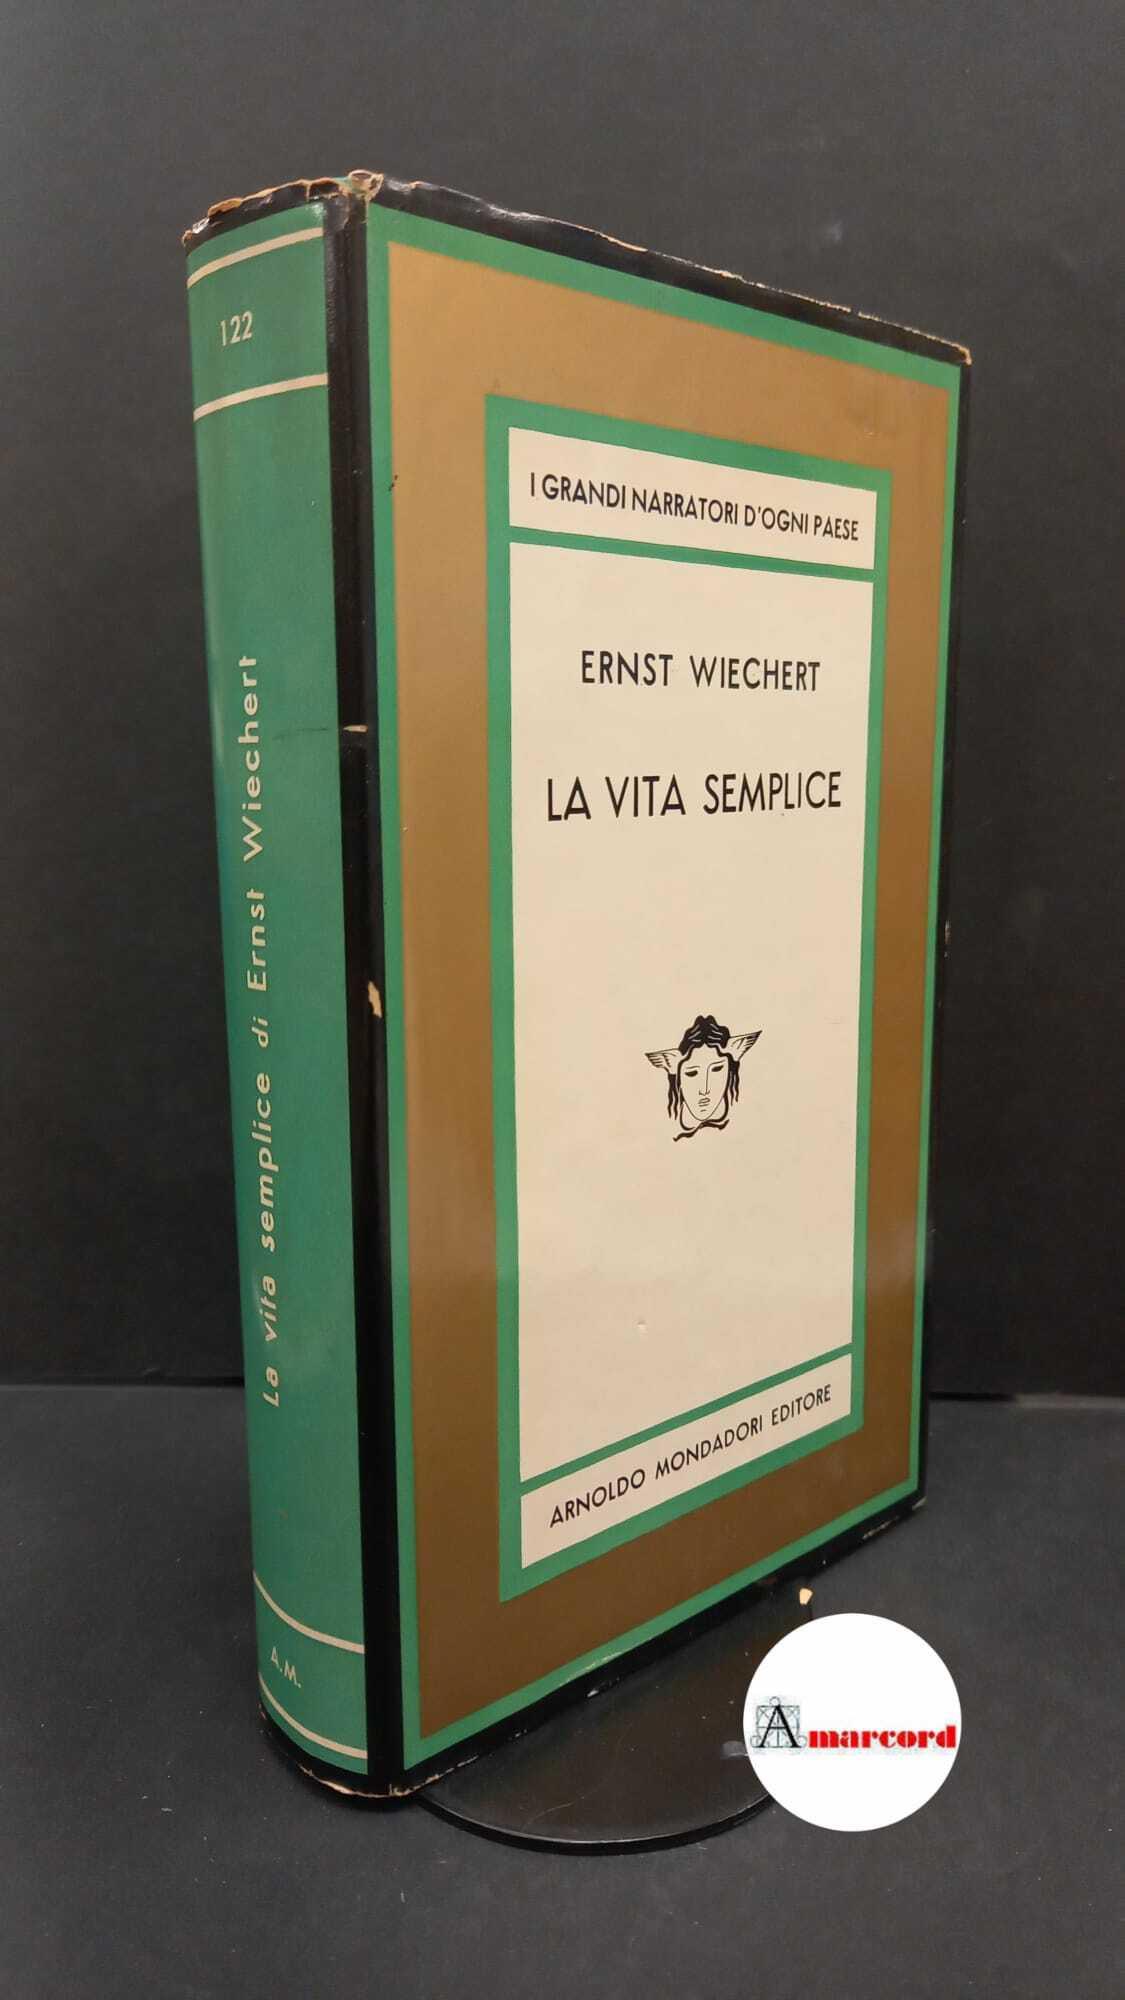 122
La vita semplice di Ernst Wiechert
A.M.
I GRANDI NARRATORI D'OGNI PAESE
ERNST WIECHERT
LA VITA SEMPLICE
ARNOLDO MONDADORI EDITORE
Amarcord